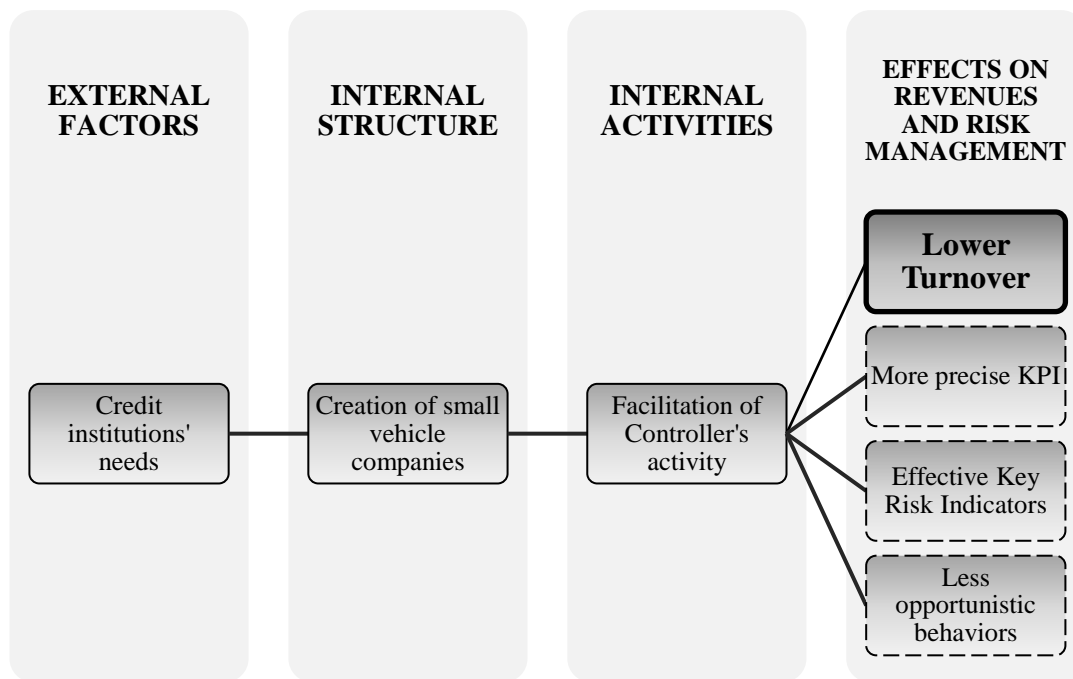 EXTERNAL
FACTORS
INTERNAL
STRUCTURE
INTERNAL
ACTIVITIES
EFFECTS ON
REVENUES
AND RISK
MANAGEMENT
Credit
institutions'
needs
Creation of small
vehicle
companies
Facilitation of
Controller's
activity
Lower
Turnover
More precise KPI
Effective Key
Risk Indicators
Less
opportunistic
behaviors